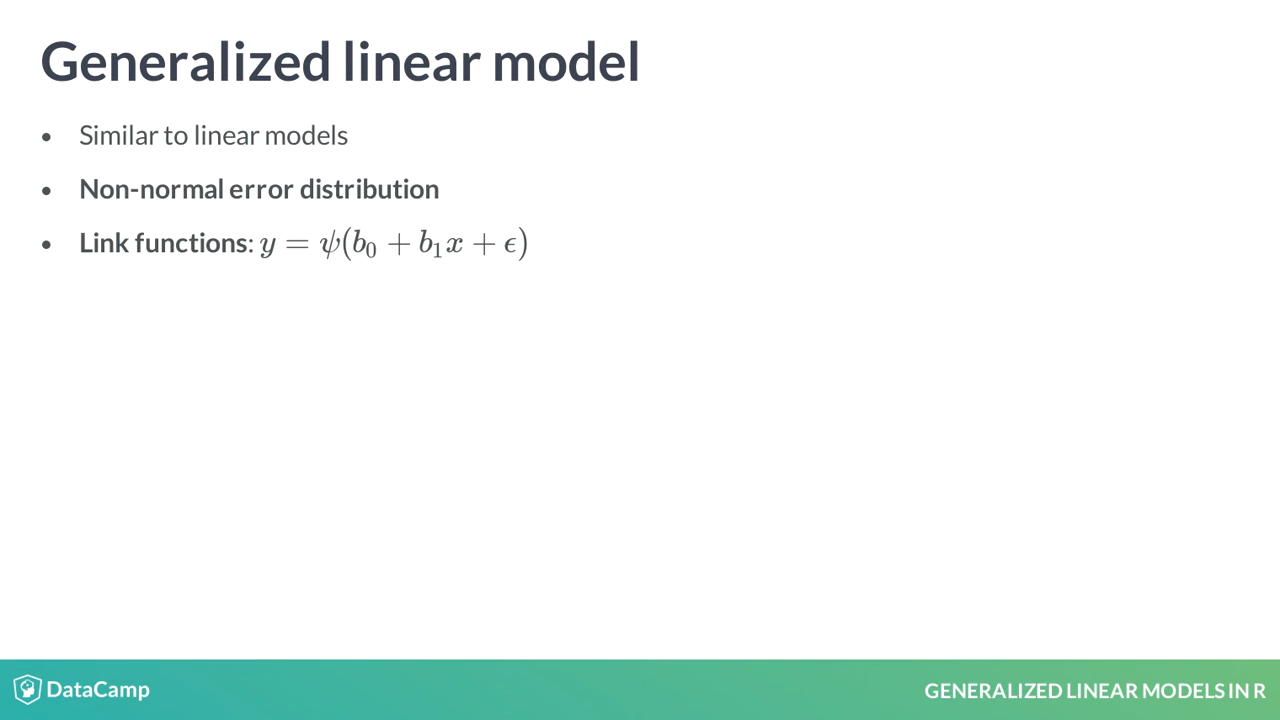 Generalized linear model
• Similar to linear models
• Non-normal error distribution
• Link functions: y = ψ(b₀ + b₁x + ϵ)
DataCamp
GENERALIZED LINEAR MODELS IN R